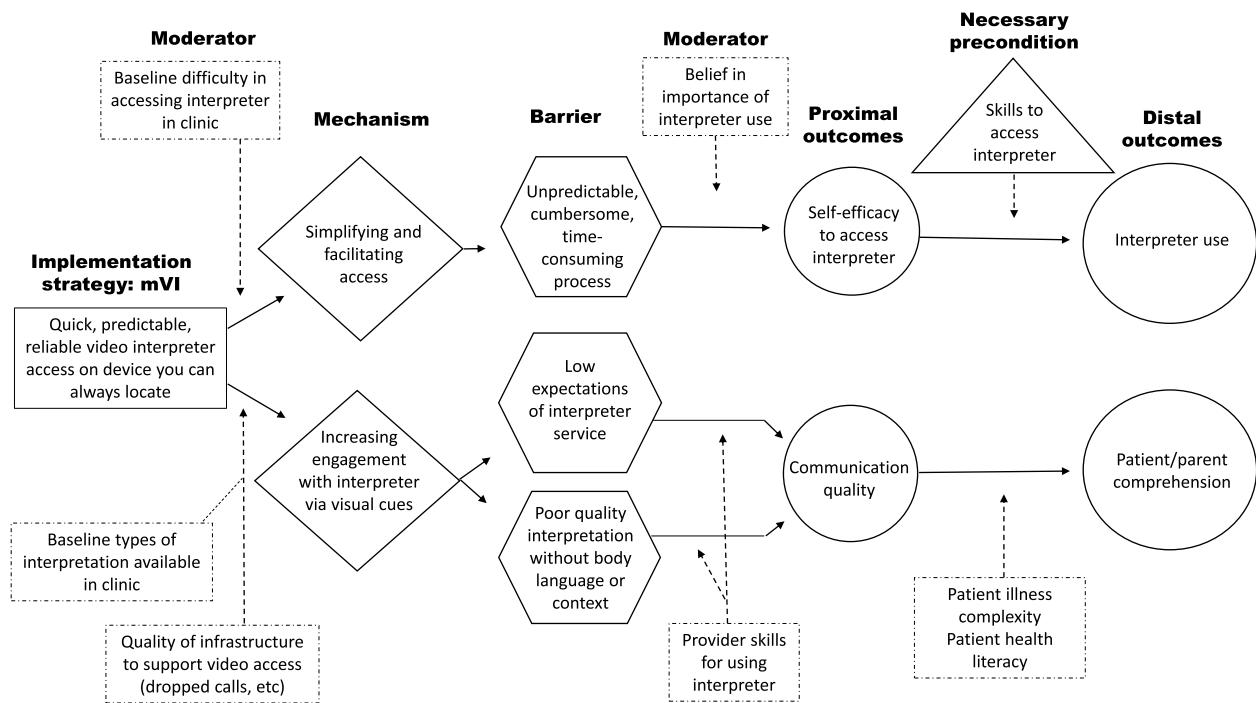 Moderator
Baseline difficulty in
accessing interpreter
in clinic
Mechanism
Barrier
Moderator
Belief in
importance of
interpreter use
Proximal
outcomes
Necessary
precondition
Skills to
access
interpreter
Distal
outcomes
Implementation
strategy: mVI
Quick, predictable,
reliable video interpreter
access on device you can
always locate
Simplifying and
facilitating
access
Unpredictable,
cumbersome,
time-
consuming
process
Self-efficacy
to access
interpreter
Interpreter use
Increasing
engagement
with interpreter
via visual cues
Low
expectations
of interpreter
service
Poor quality
interpretation
without body
language or
context
Communication
quality
Patient/parent
comprehension
Baseline types of
interpretation available
in clinic
Quality of infrastructure
to support video access
(dropped calls, etc)
Provider skills
for using
interpreter
Patient illness
complexity
Patient health
literacy